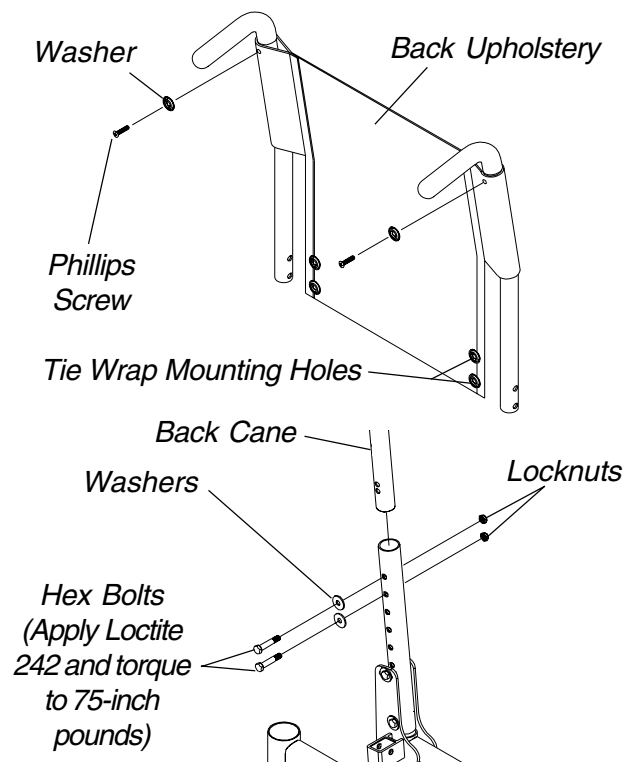 Washer
Back Upholstery
Phillips
Screw
Tie Wrap Mounting Holes
Back Cane
Washers
Locknuts
Hex Bolts
(Apply Loctite
242 and torque
to 75-inch
pounds)